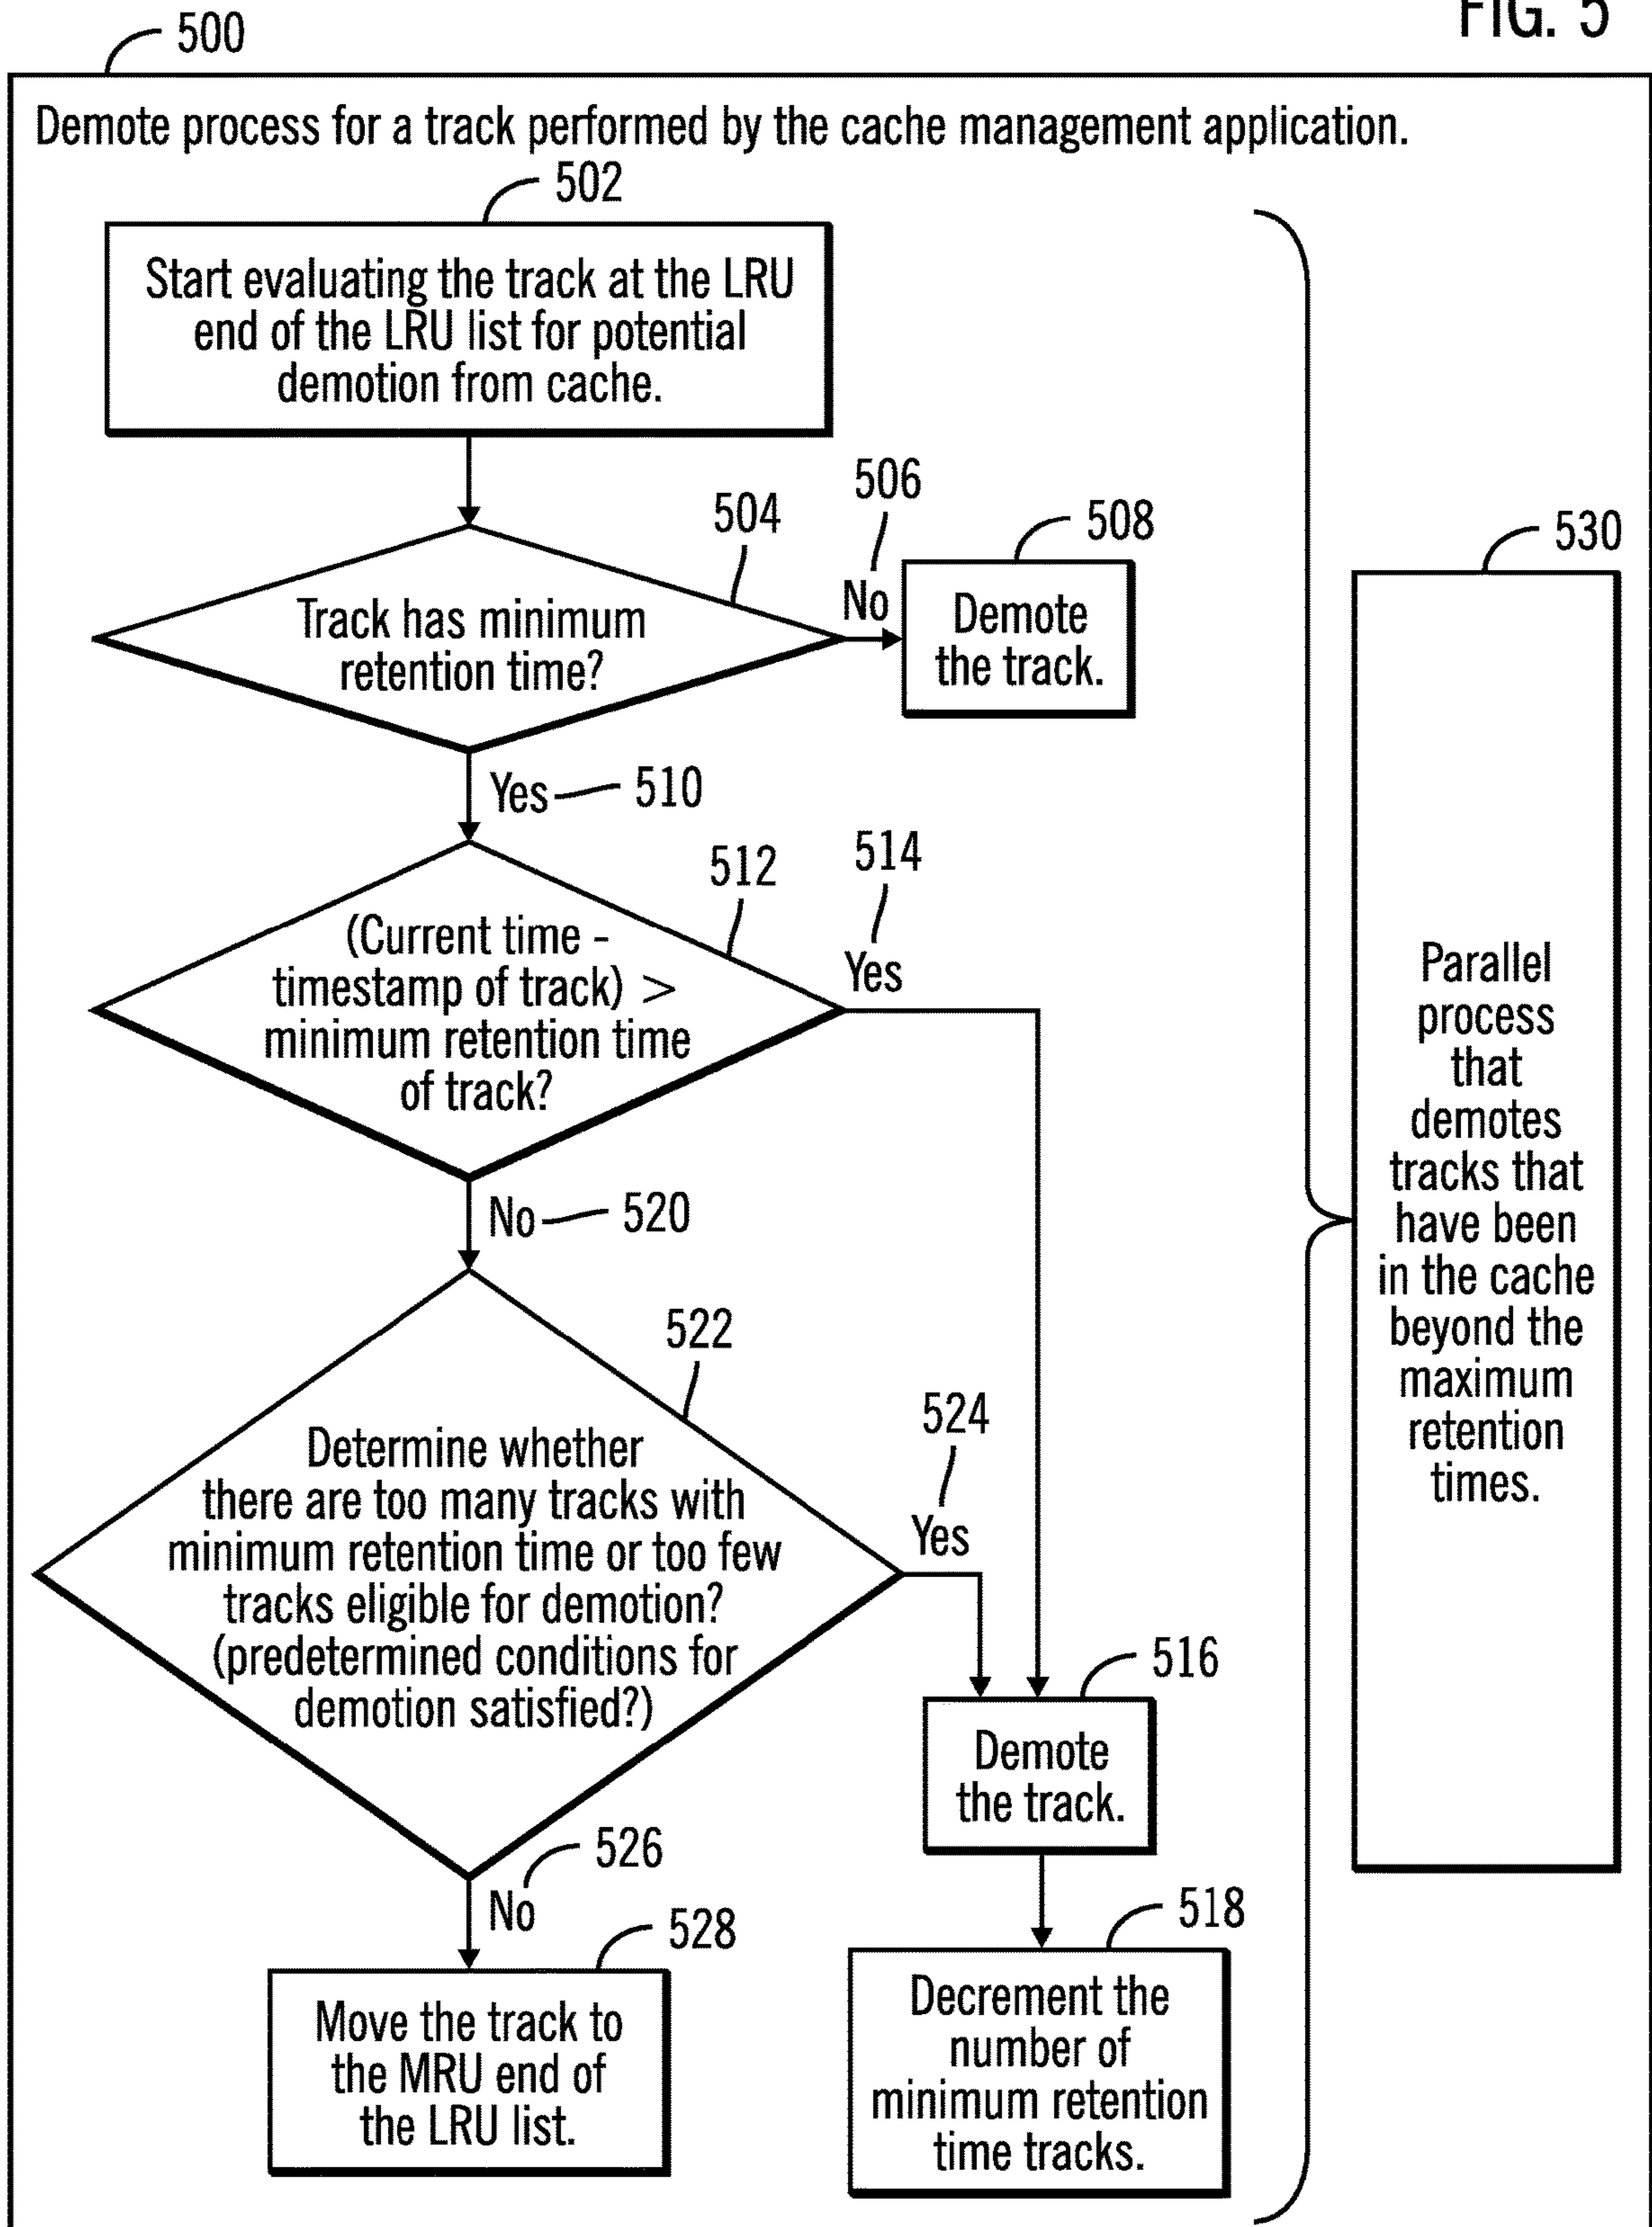 FIG. 5
500
Demote process for a track performed by the cache management application.
502
Start evaluating the track at the LRU
end of the LRU list for potential
demotion from cache.
504
506
508
530
Track has minimum
retention time?
No
Demote
the track.
Yes
510
512
514
(Current time -
timestamp of track) >
minimum retention time
of track?
Yes
No
520
522
524
Determine whether
there are too many tracks with
minimum retention time or too few
tracks eligible for demotion?
(predetermined conditions for
demotion satisfied?)
Yes
516
Demote
the track.
526
No
528
Move the track to
the MRU end of
the LRU list.
518
Decrement the
number of
minimum retention
time tracks.
Parallel
process
that
demotes
tracks that
have been
in the cache
beyond the
maximum
retention
times.